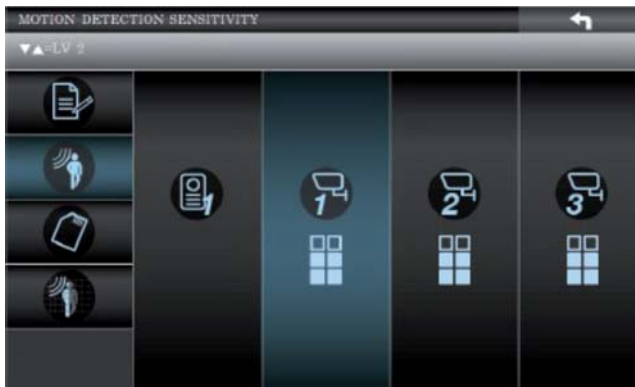 MOTION DETECTION SENSITIVITY
▼▲=LV 2
1 1 2 3